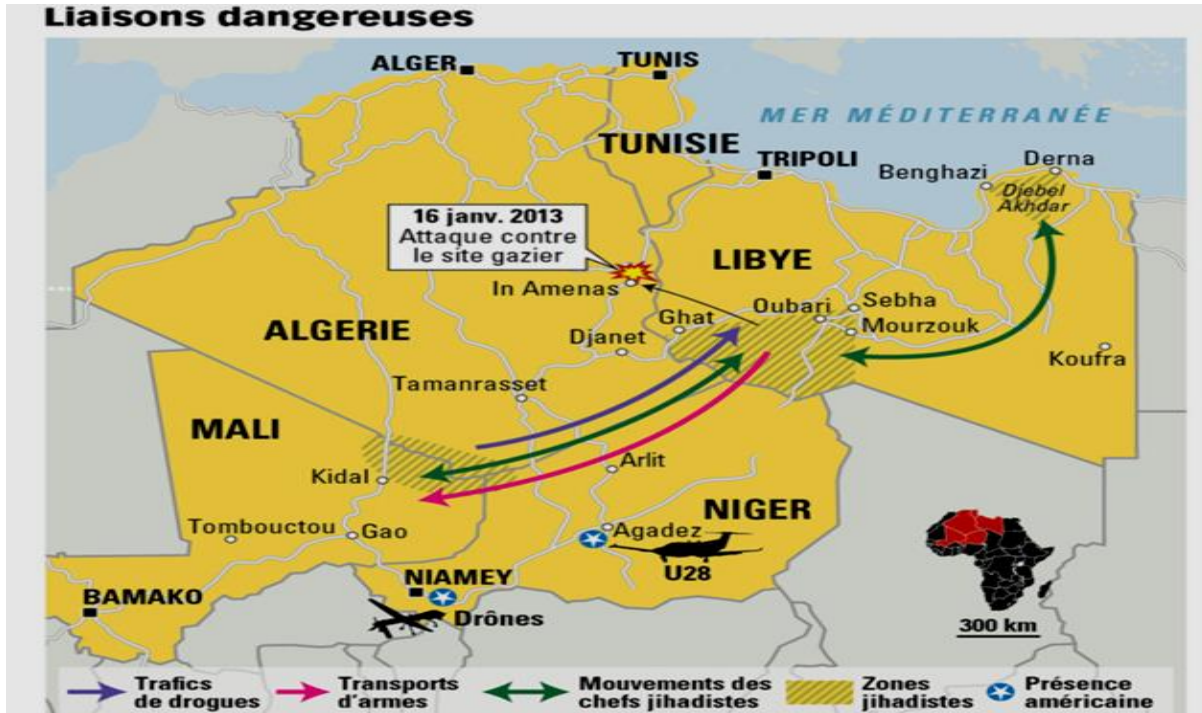 Liaisons dangereuses
ALGER
TUNIS
MER MÉDITERRANÉE
TUNISIE
TRIPOLI
Benghazi
Derna
Djebel
Akhdar
16 janv. 2013
Attaque contre
le site gazier
In Amenas
LIBYE
ALGERIE
Ghat
Oubari
Sebha
Mourzouk
Djanet
Koufra
Tamanrasset
MALI
Kidal
Arlit
NIGER
Tombouctou
Gao
Agadez
U28
NIAMEY
BAMAKO
Drônes
300 km
Trafics
de drogues
Transports
d'armes
Mouvements des
chefs jihadistes
Zones
jihadistes
Présence
américaine